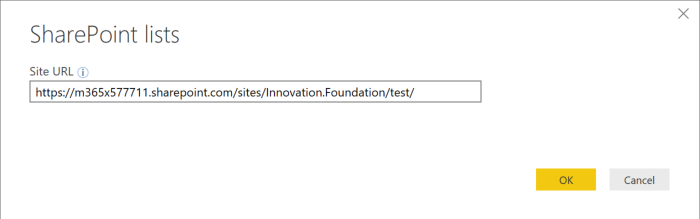 SharePoint lists
Site URL
https://m365x577711.sharepoint.com/sites/Innovation.Foundation/test/
OK Cancel